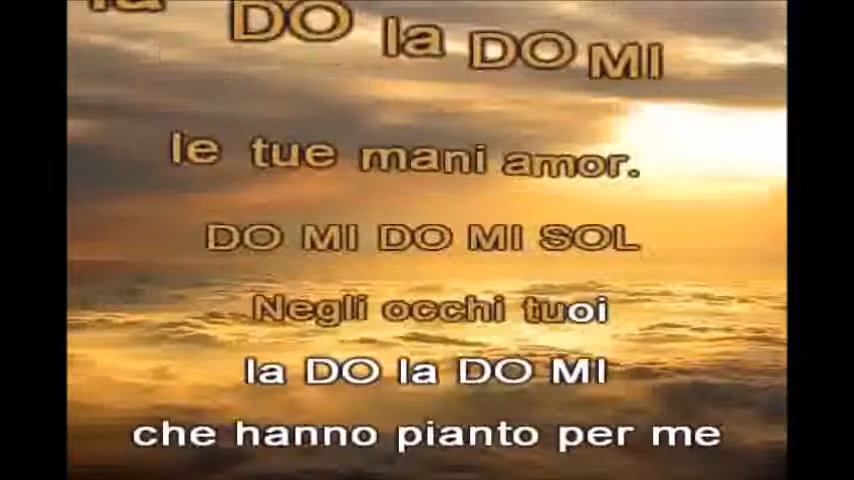 la DO la DO MI
le tue mani amor.
DO MI DO MI SOL
Negli occhi tuoi
la DO la DO MI
che hanno pianto per me